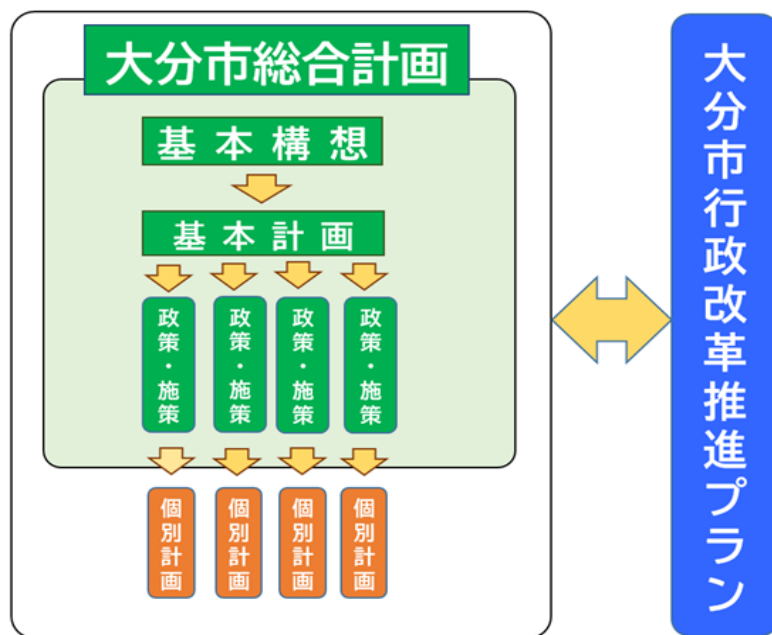 大分市総合計画
基本構想
基本計画
政策・施策
政策・施策
政策・施策
政策・施策
個別計画
個別計画
個別計画
個別計画
大分市行政改革推進プラン